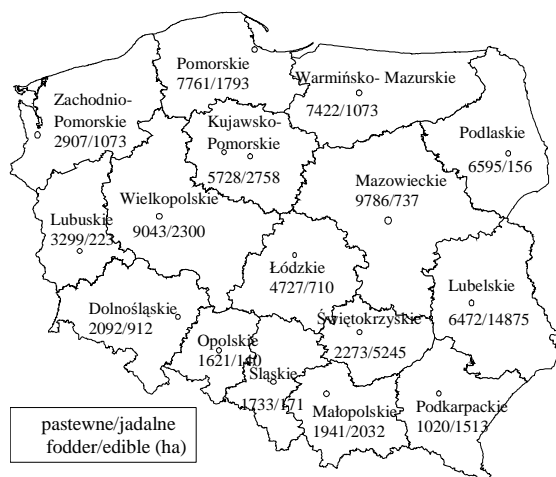 Pomorskie
7761/1793
Warmińsko- Mazurskie
7422/1073
Zachodnio-
Pomorskie
2907/1073
Kujawsko-
Pomorskie
5728/2758
Podlaskie
6595/156
Mazowieckie
9786/737
Wielkopolskie
9043/2300
Lubuskie
3299/223
Łódzkie
4727/710
Lubelskie
6472/14875
Dolnośląskie
2092/912
Świętokrzyskie
2273/5245
Opolskie
1621/140
Śląskie
1733/171
Małopolskie
1941/2032
Podkarpackie
1020/1513
pastewne/jadalne
fodder/edible (ha)